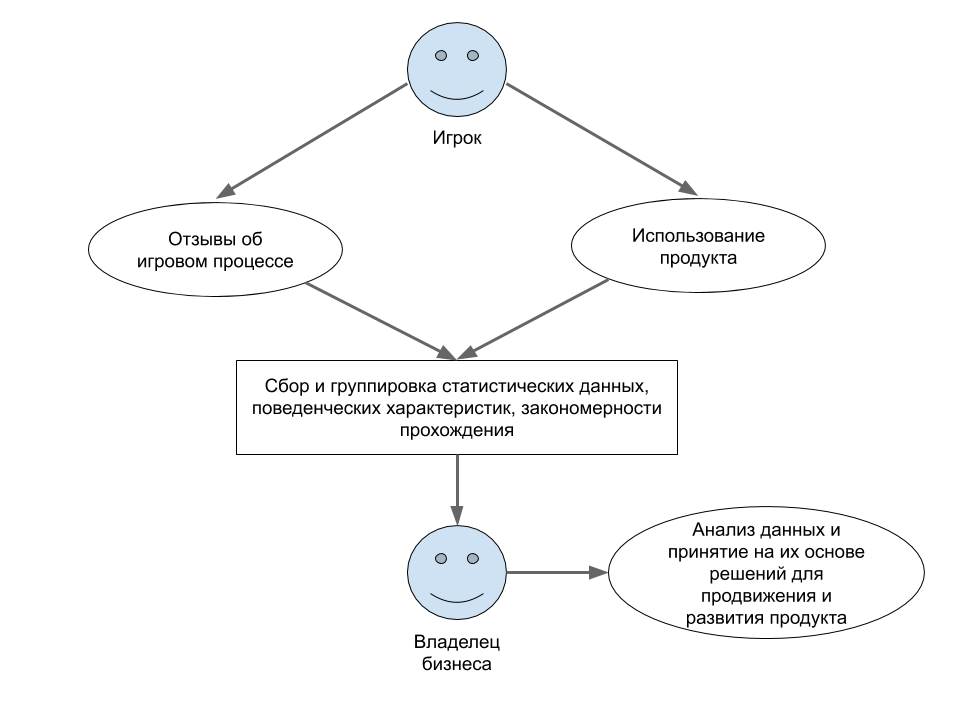 Игрок
Отзывы об
игровом процессе
Использование
продукта
Сбор и группировка статистических данных,
поведенческих характеристик, закономерности
прохождения
Владелец
бизнеса
Анализ данных и
принятие на их основе
решений для
продвижения и
развития продукта